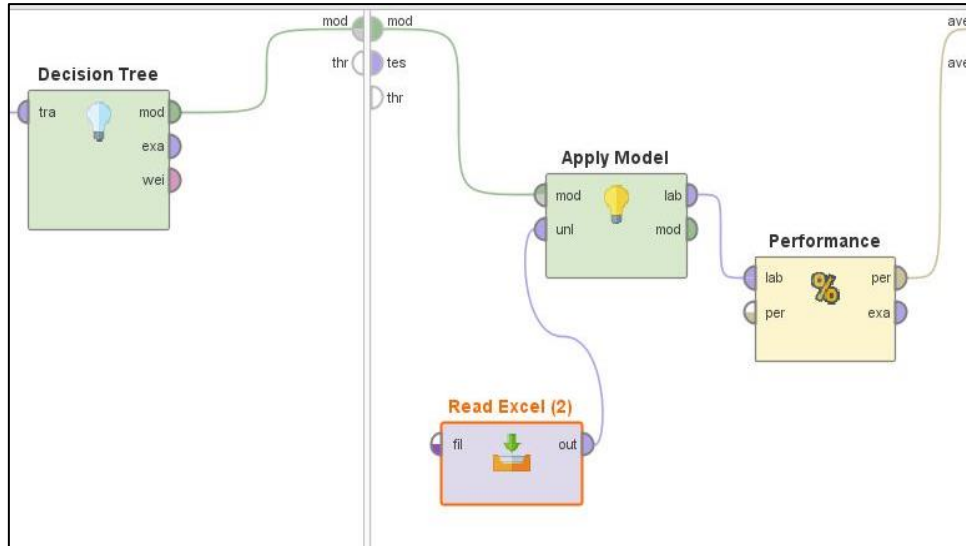 mod
mod
ave
thr
tes
ave
thr
Decision Tree
tra
mod
exa
wei
Apply Model
mod
lab
unl
mod
Performance
lab
per
%
per
exa
Read Excel (2)
fil
out